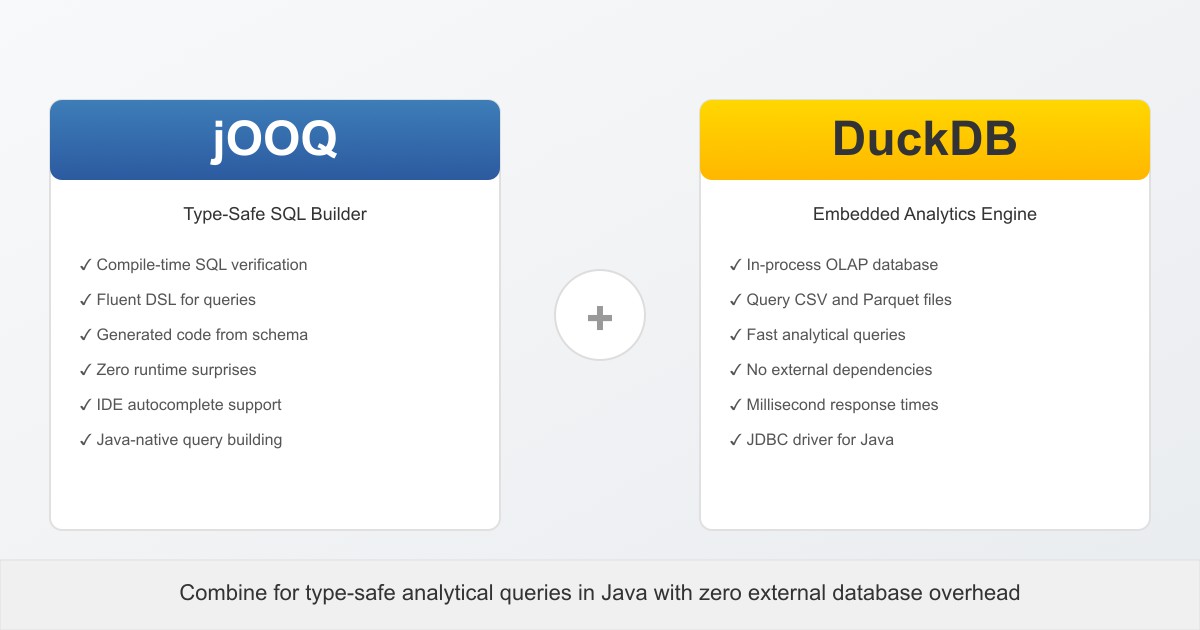 jOOQ
Type-Safe SQL Builder
✓ Compile-time SQL verification
✓ Fluent DSL for queries
✓ Generated code from schema
✓ Zero runtime surprises
✓ IDE autocomplete support
✓ Java-native query building
+
DuckDB
Embedded Analytics Engine
✓ In-process OLAP database
✓ Query CSV and Parquet files
✓ Fast analytical queries
✓ No external dependencies
✓ Millisecond response times
✓ JDBC driver for Java
Combine for type-safe analytical queries in Java with zero external database overhead